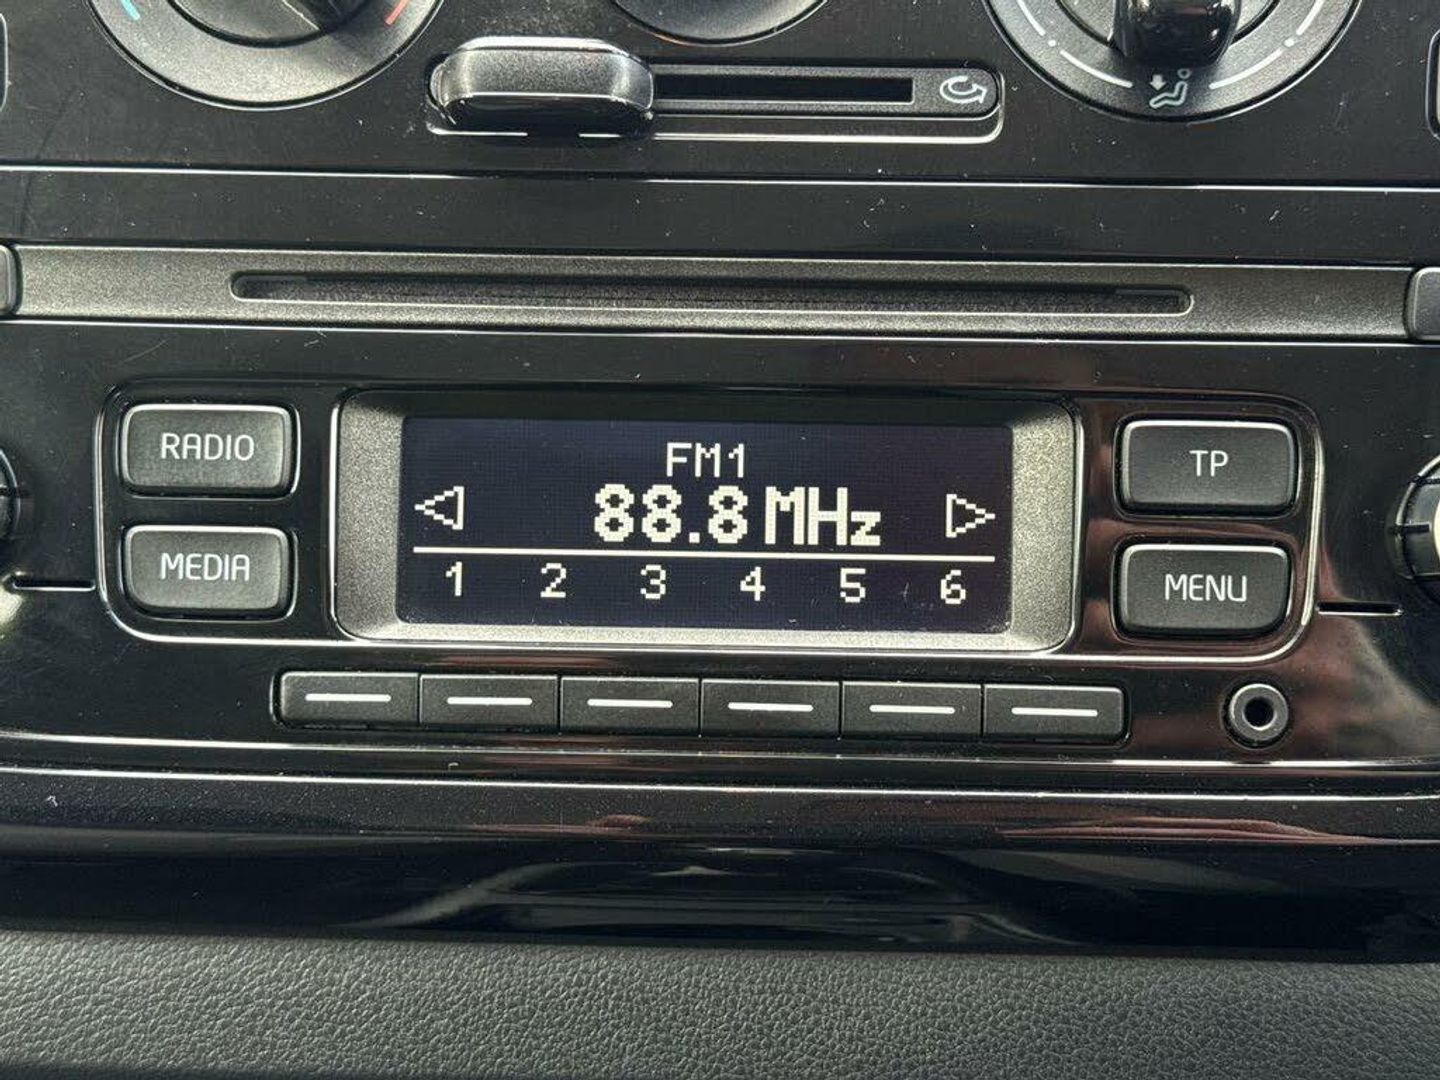 RADIO
MEDIA
FM1
88.8 MHz
1 2 3 4 5 6
TP
MENU